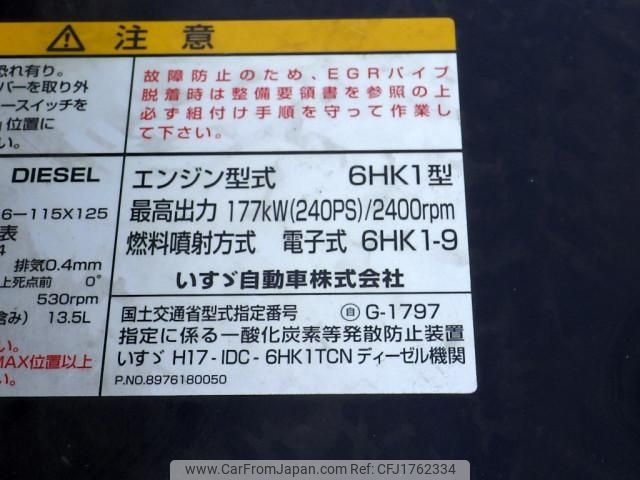 ⚠ 注 意
恐れ有り。
バーを取り外
ースイッチを
位置に
い。
故障防止のため、EGRパイプ
脱着時は整備要領書を参照の上
必ず組付け手順を守って作業し
て下さい。
DIESEL
6-115X125
表
4
排気0.4mm
上死点前 0°
530rpm
含み) 13.5L
い。
MAX位置以上
い。
エンジン型式 6HK1型
最高出力 177kW(240PS)/2400rpm
燃料噴射方式 電子式 6HK1-9
いすゞ自動車株式会社
国土交通省型式指定番号 自 G-1797
指定に係る一酸化炭素等発散防止装置
いすゞ H17-IDC-6HK1TCN ディーゼル機関
P.NO.8976180050
www.CarFromJapan.com | Stock ID: CFJ1762334